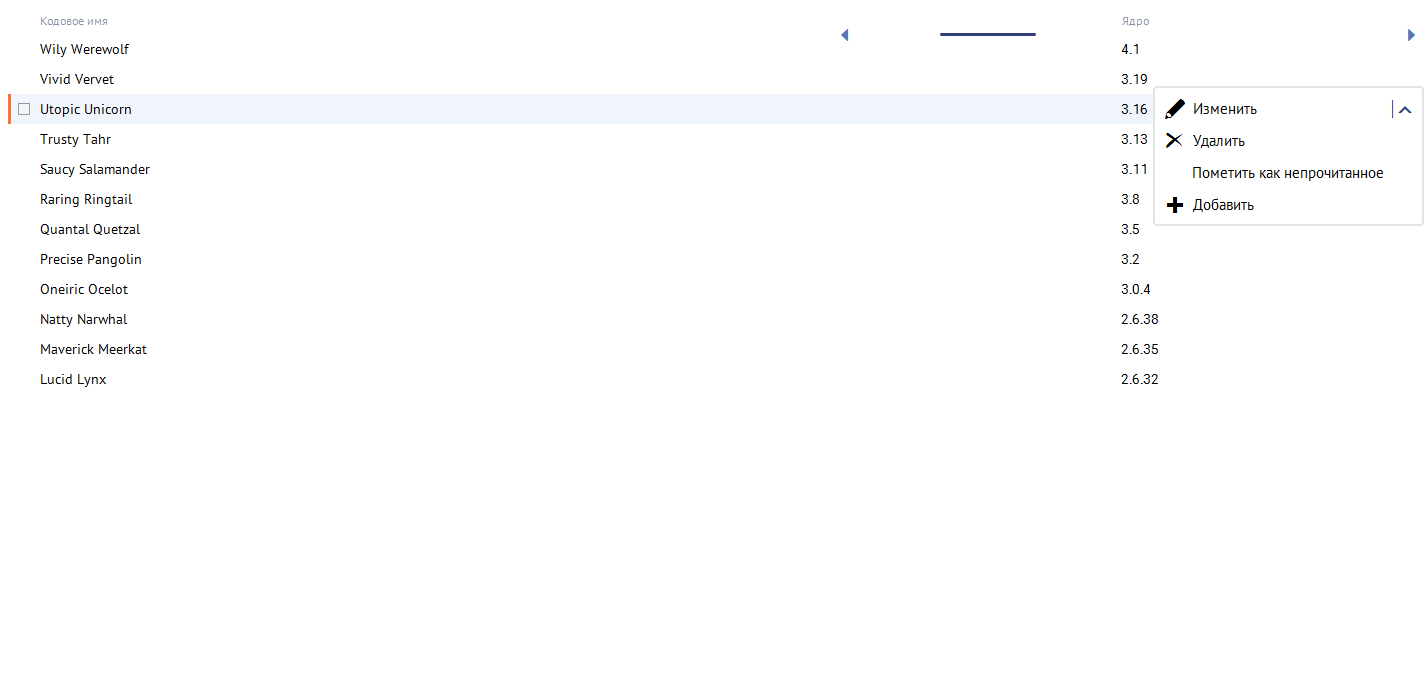 Кодовое имя Ядро
Wily Werewolf 4.1
Vivid Vervet 3.19
Utopic Unicorn 3.16 Изменить
Trusty Tahr 3.13 Удалить
Saucy Salamander 3.11 Пометить как непрочитанное
Raring Ringtail 3.8 Добавить
Quantal Quetzal 3.5
Precise Pangolin 3.2
Oneiric Ocelot 3.0.4
Natty Narwhal 2.6.38
Maverick Meerkat 2.6.35
Lucid Lynx 2.6.32